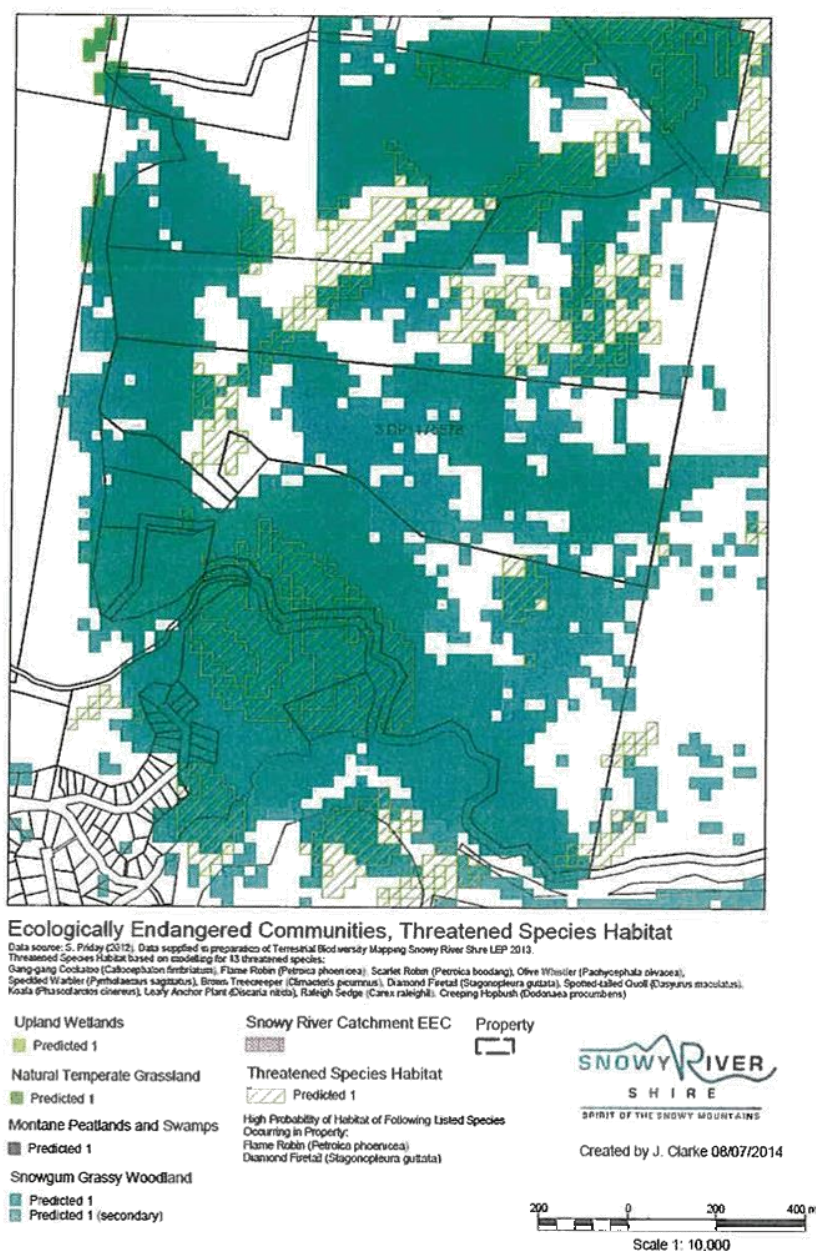 3 DP1175578
Ecologically Endangered Communities, Threatened Species Habitat
Data source: S. Priday (2012). Data supplied in preparation of Terrestrial Biodiversity Mapping Snowy River Shire LEP 2013.
Threatened Species Habitat based on modelling for 13 threatened species:
Gang-gang Cockatoo (Callocephalon fimbriatum), Flame Robin (Petroica phoenicea), Scarlet Robin (Petroica boodang), Olive Whistler (Pachycephala olivacea),
Speckled Warbler (Pyrrholaemus sagittatus), Brown Treecreeper (Climacteris picumnus), Diamond Firetail (Stagonopleura guttata), Spotted-tailed Quoll (Dasyurus maculatus),
Koala (Phascolarctos cinereus), Leafy Anchor Plant (Discaria nitida), Raleigh Sedge (Carex raleighii), Creeping Hopbush (Dodonaea procumbens)
Upland Wetlands
Predicted 1
Natural Temperate Grassland
Predicted 1
Montane Peatlands and Swamps
Predicted 1
Snowgum Grassy Woodland
Predicted 1
Predicted 1 (secondary)
Snowy River Catchment EEC
Threatened Species Habitat
Predicted 1
High Probability of Habitat of Following Listed Species
Occurring in Property:
Flame Robin (Petroica phoenicea)
Diamond Firetail (Stagonopleura guttata)
Property
SNOWY RIVER
SHIRE
SPIRIT OF THE SNOWY MOUNTAINS
Created by J. Clarke 08/07/2014
200 0 200 400 m
Scale 1: 10,000